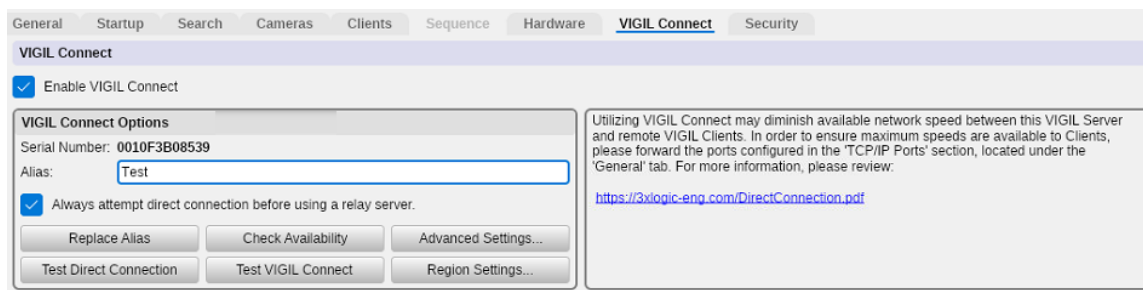 General Startup Search Cameras Clients Sequence Hardware VIGIL Connect Security
VIGIL Connect
Enable VIGIL Connect
VIGIL Connect Options
Serial Number: 0010F3B08539
Alias: Test
Always attempt direct connection before using a relay server.
Replace Alias Check Availability Advanced Settings...
Test Direct Connection Test VIGIL Connect Region Settings...
Utilizing VIGIL Connect may diminish available network speed between this VIGIL Server
and remote VIGIL Clients. In order to ensure maximum speeds are available to Clients,
please forward the ports configured in the 'TCP/IP Ports' section, located under the
'General' tab. For more information, please review:
https://3xlogic-eng.com/DirectConnection.pdf